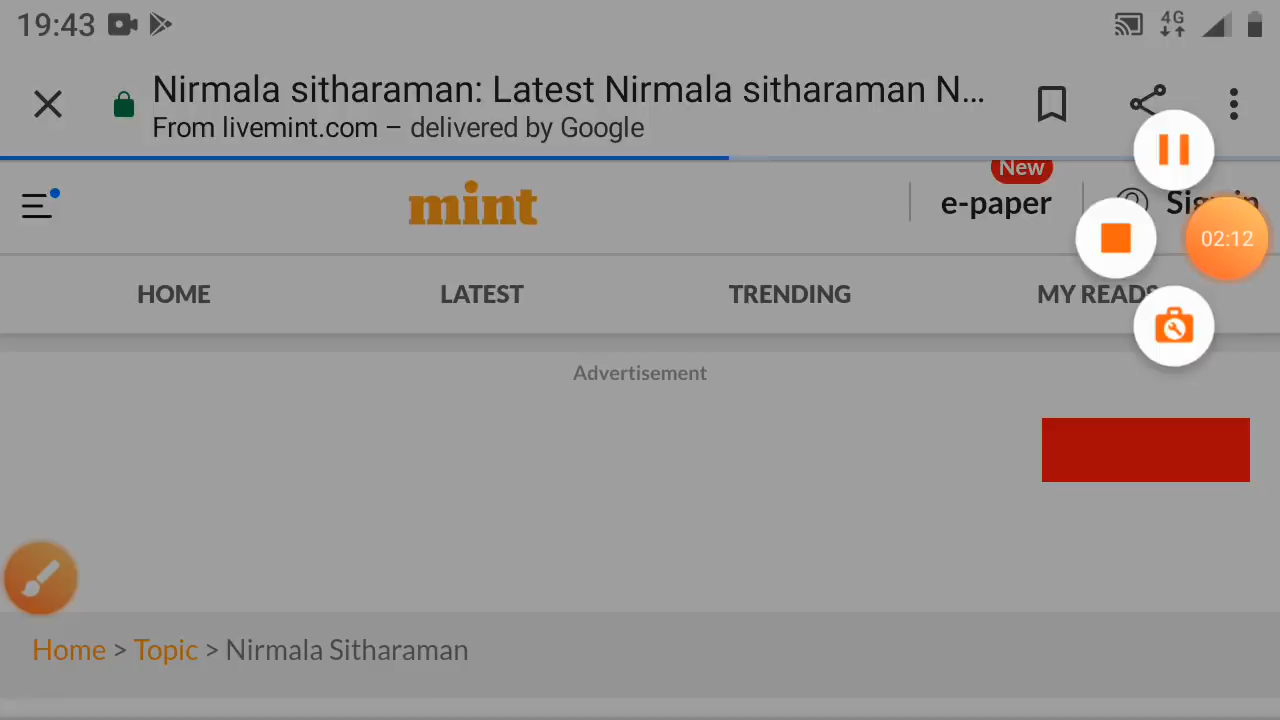 19:43
4G
Nirmala sitharaman: Latest Nirmala sitharaman N...
From livemint.com – delivered by Google
New
mint
e-paper
02:12
HOME
LATEST
TRENDING
MY READS
Advertisement
Home > Topic > Nirmala Sitharaman